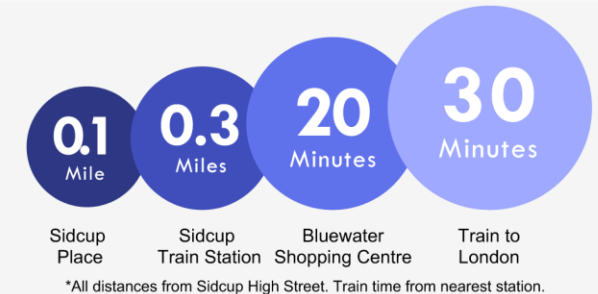 0.1
Mile
0.3
Miles
20
Minutes
30
Minutes
Sidcup
Place
Sidcup
Train Station
Bluewater
Shopping Centre
Train to
London
*All distances from Sidcup High Street. Train time from nearest station.